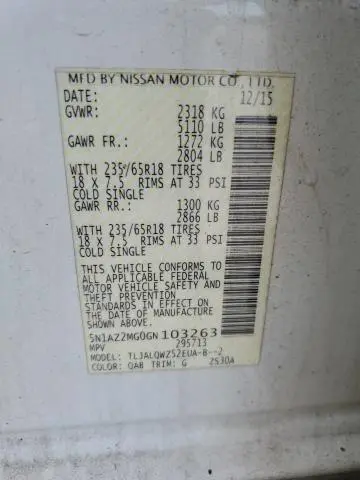 MFD BY NISSAN MOTOR CO., LTD.
DATE: 12/15
GVWR: 2318 KG
5110 LB
GAWR FR.: 1272 KG
2804 LB
WITH 235/65R18 TIRES
18 X 7.5 RIMS AT 33 PSI
COLD SINGLE
GAWR RR.: 1300 KG
2866 LB
WITH 235/65R18 TIRES
18 X 7.5 RIMS AT 33 PSI
COLD SINGLE
THIS VEHICLE CONFORMS TO
ALL APPLICABLE FEDERAL
MOTOR VEHICLE SAFETY AND
THEFT PREVENTION
STANDARDS IN EFFECT ON
THE DATE OF MANUFACTURE
SHOWN ABOVE.
5N1AZ2MG0GN103263
MPV 295713
MODEL: TLJALQWZ52EUA-B--2
COLOR: QAB TRIM: G 2530A